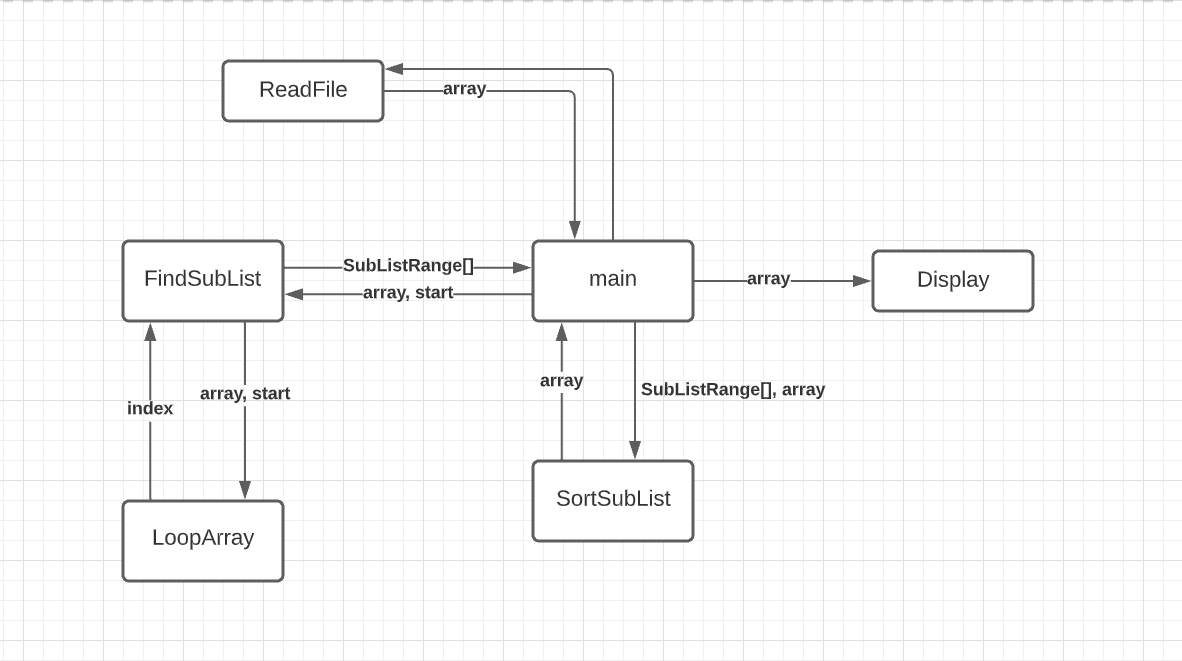 ReadFile
array
FindSubList
SubListRange[]
array, start
main
array
Display
index
array, start
array
SubListRange[], array
LoopArray
SortSubList